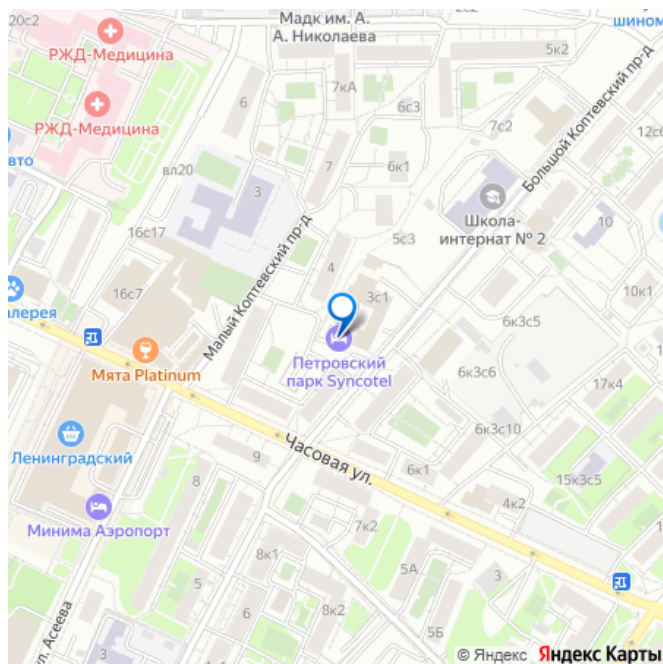 20с2
Мадк им. А.
А. Николаева
шином
5к2
РЖД-Медицина
7кА
6
6с3
РЖД-Медицина
7с2
12с6
Большой Коптевский пр-д
вто
вл20
3
7
6к1
Школа-
интернат № 2
10
16с17
5с3
Малый Коптевский пр-д
4
16с7
3с1
10к1
алерея
6к3с5
Мята Platinum
Петровский
парк Syncotel
6к3с6
17к4
Ленинградский
Часовая ул.
6к3с10
9
6к1
15к3с5
8
4к2
Минима Аэропорт
7к2
8к1
5А
3
5
8к2
5Б
ул. Асеева
© Яндекс Яндекс Карты